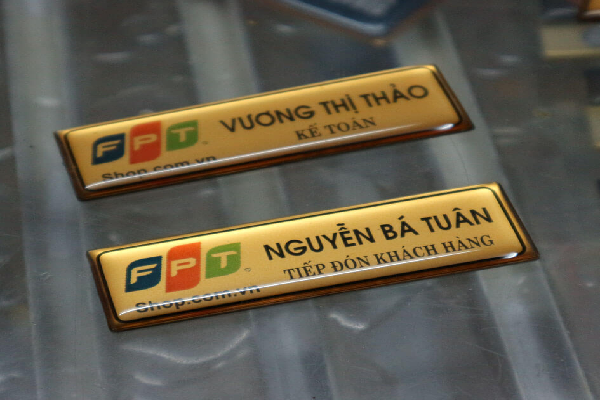 FPT
Shop.com.vn
VƯƠNG THỊ THẢO
KẾ TOÁN
FPT
Shop.com.vn
NGUYỄN BÁ TUÂN
TIẾP ĐÓN KHÁCH HÀNG